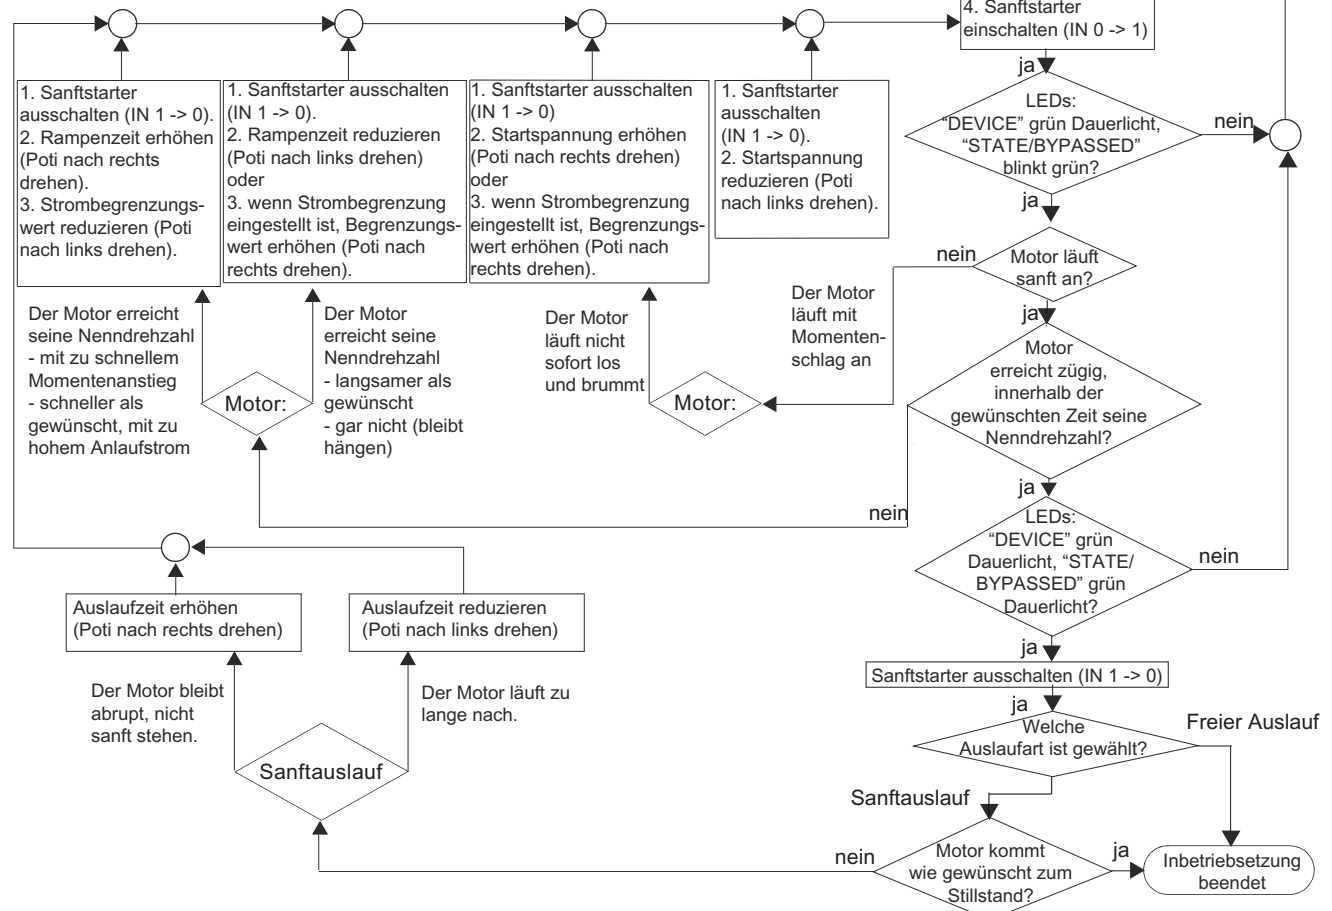 4. Sanftstarter
einschalten (IN 0 -> 1)
ja
LEDs:
“DEVICE” grün Dauerlicht,
“STATE/BYPASSED”
blinkt grün?
nein
ja
1. Sanftstarter
ausschalten (IN 1 -> 0).
2. Rampenzeit erhöhen
(Poti nach rechts
drehen).
3. Strombegrenzungs-
wert reduzieren (Poti
nach links drehen).
1. Sanftstarter ausschalten
(IN 1 -> 0).
2. Rampenzeit reduzieren
(Poti nach links drehen)
oder
3. wenn Strombegrenzung
eingestellt ist, Begrenzungs-
wert erhöhen (Poti nach
rechts drehen).
1. Sanftstarter ausschalten
(IN 1 -> 0)
2. Startspannung erhöhen
(Poti nach rechts drehen)
oder
3. wenn Strombegrenzung
eingestellt ist, Begrenzungs-
wert erhöhen (Poti nach
rechts drehen).
1. Sanftstarter
ausschalten
(IN 1 -> 0).
2. Startspannung
reduzieren (Poti
nach links drehen).
Motor läuft
sanft an?
nein
ja
Der Motor erreicht
seine Nenndrehzahl
- mit zu schnellem
Momentenanstieg
- schneller als
gewünscht, mit zu
hohem Anlaufstrom
Motor:
Der Motor
erreicht seine
Nenndrehzahl
- langsamer als
gewünscht
- gar nicht (bleibt
hängen)
Der Motor
läuft nicht
sofort los
und brummt
Motor:
Der Motor
läuft mit
Momenten-
schlag an
Motor
erreicht zügig,
innerhalb der
gewünschten Zeit seine
Nenndrehzahl?
nein
ja
LEDs:
“DEVICE” grün
Dauerlicht, “STATE/
BYPASSED” grün
Dauerlicht?
nein
ja
Auslaufzeit erhöhen
(Poti nach rechts drehen)
Auslaufzeit reduzieren
(Poti nach links drehen)
Sanftstarter ausschalten (IN 1 -> 0)
ja
Der Motor bleibt
abrupt, nicht
sanft stehen.
Der Motor läuft zu
lange nach.
Sanftauslauf
Welche
Auslaufart ist gewählt?
Freier Auslauf
Sanftauslauf
Motor kommt
wie gewünscht zum
Stillstand?
nein
ja
Inbetriebsetzung
beendet